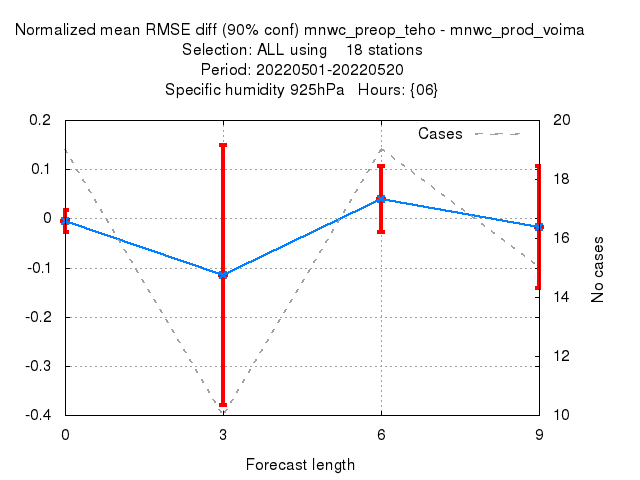 Normalized mean RMSE diff (90% conf) mnwc_preop_teho - mnwc_prod_voima
Selection: ALL using    18 stations
Period: 20220501-20220520
Specific humidity 925hPa   Hours: {06}
Cases
0.2
0.1
0
-0.1
-0.2
-0.3
-0.4
20
18
16
14
12
10
No cases
0 3 6 9
Forecast length